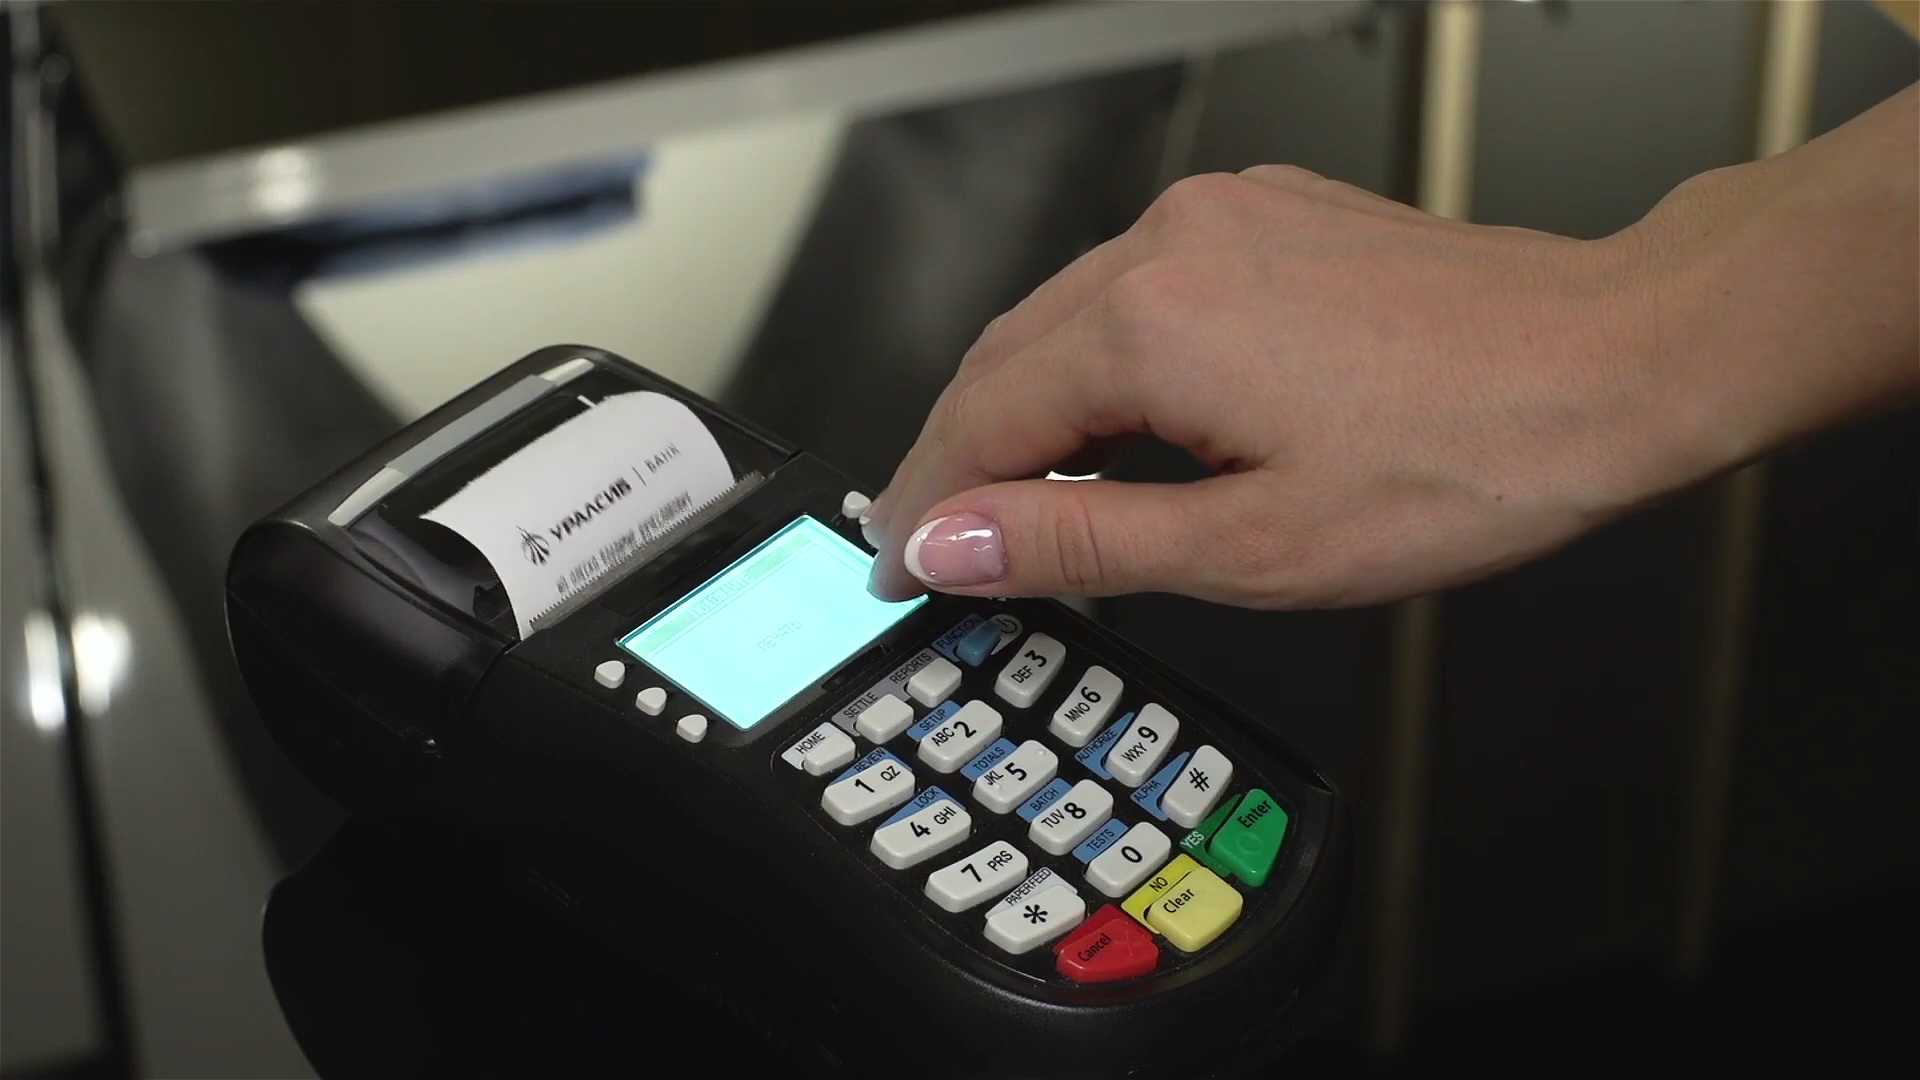 УРАЛСИБ | БАНК
ПЕЧАТЬ
FUNCTION
REPORTS
SETTLE
HOME
DEF 3
SETUP
ABC 2
REVIEW
1 QZ
MNO 6
TOTALS
JKL 5
LOCK
4 GHI
AUTHORIZE
WXY 9
BATCH
TUV 8
7 PRS
ALPHA
#
TESTS
0
PAPER FEED
*
YES
Enter
NO
Clear
Cancel